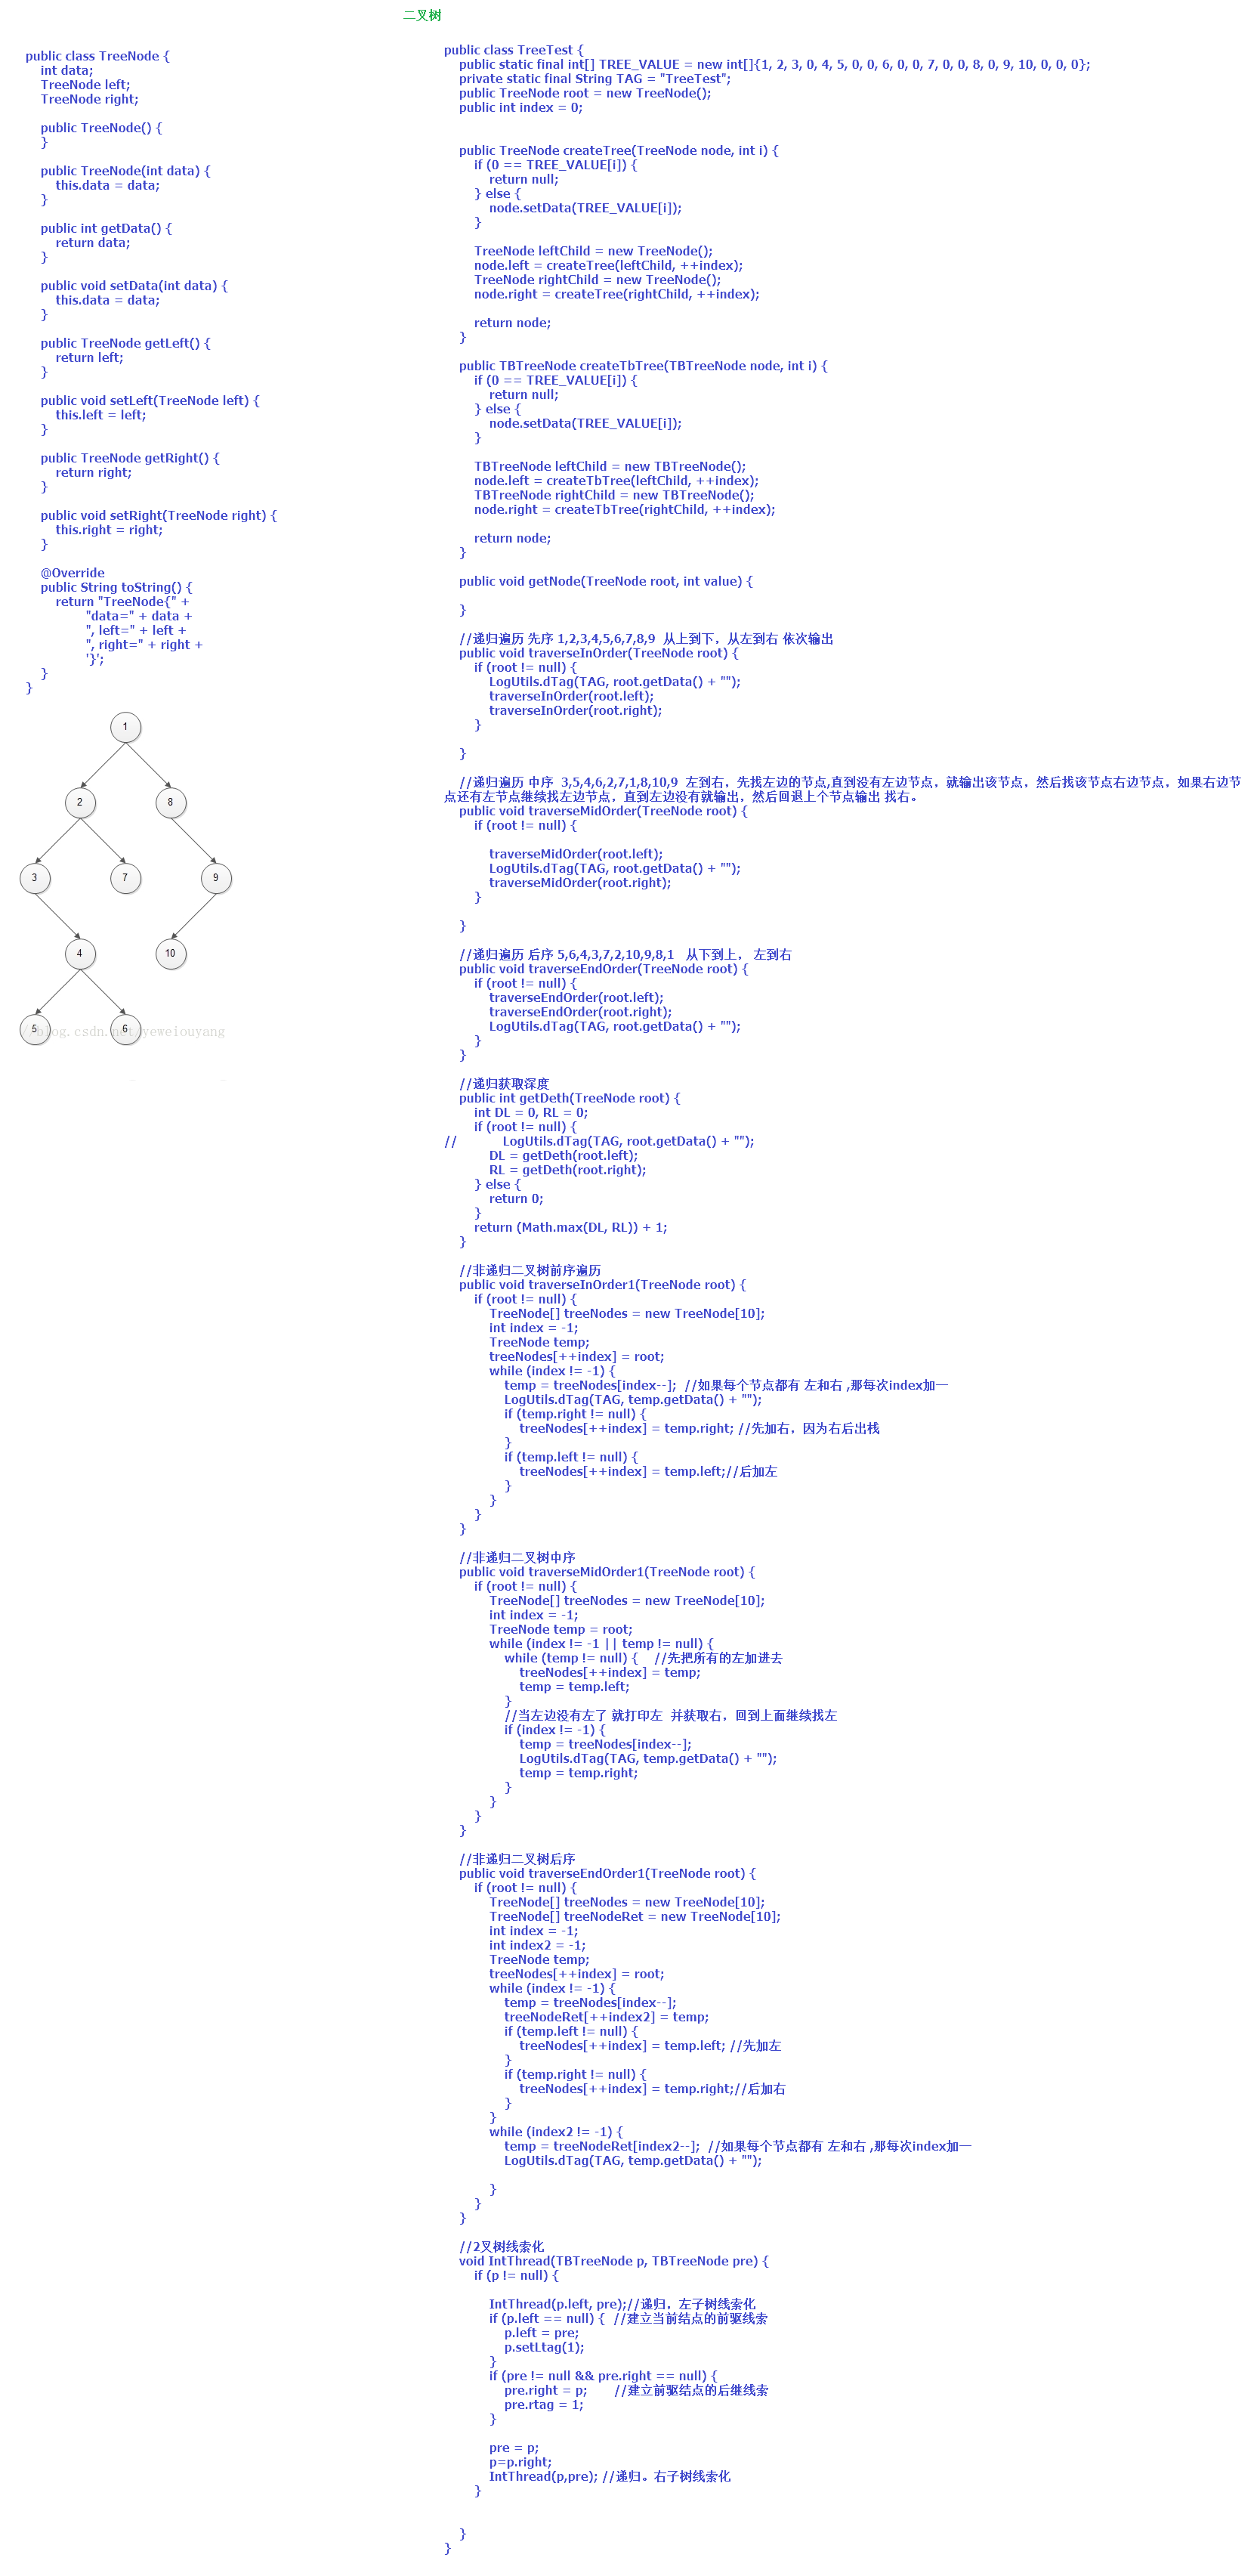 二叉树
public class TreeNode {
int data;
TreeNode left;
TreeNode right;
public TreeNode() {
}
public TreeNode(int data) {
this.data = data;
}
public int getData() {
return data;
}
public void setData(int data) {
this.data = data;
}
public TreeNode getLeft() {
return left;
}
public void setLeft(TreeNode left) {
this.left = left;
}
public TreeNode getRight() {
return right;
}
public void setRight(TreeNode right) {
this.right = right;
}
@Override
public String toString() {
return "TreeNode{" +
"data=" + data +
", left=" + left +
", right=" + right +
'}';
}
}
1
2
8
3
7
9
4
10
5
6
blog.csdn.net/yeweiouyang
public class TreeTest {
public static final int[] TREE_VALUE = new int[]{1, 2, 3, 0, 4, 5, 0, 0, 6, 0, 0, 7, 0, 0, 8, 0, 9, 10, 0, 0, 0};
private static final String TAG = "TreeTest";
public TreeNode root = new TreeNode();
public int index = 0;
public TreeNode createTree(TreeNode node, int i) {
if (0 == TREE_VALUE[i]) {
return null;
} else {
node.setData(TREE_VALUE[i]);
}
TreeNode leftChild = new TreeNode();
node.left = createTree(leftChild, ++index);
TreeNode rightChild = new TreeNode();
node.right = createTree(rightChild, ++index);
return node;
}
public TBTreeNode createTbTree(TBTreeNode node, int i) {
if (0 == TREE_VALUE[i]) {
return null;
} else {
node.setData(TREE_VALUE[i]);
}
TBTreeNode leftChild = new TBTreeNode();
node.left = createTbTree(leftChild, ++index);
TBTreeNode rightChild = new TBTreeNode();
node.right = createTbTree(rightChild, ++index);
return node;
}
public void getNode(TreeNode root, int value) {
}
//递归遍历 先序 1,2,3,4,5,6,7,8,9 从上到下，从左到右 依次输出
public void traverseInOrder(TreeNode root) {
if (root != null) {
LogUtils.dTag(TAG, root.getData() + "");
traverseInOrder(root.left);
traverseInOrder(root.right);
}
}
//递归遍历 中序 3,5,4,6,2,7,1,8,10,9 左到右，先找左边的节点,直到没有左边节点，就输出该节点，然后找该节点右边节点，如果右边节
点还有左节点继续找左边节点，直到左边没有就输出，然后回退上个节点输出 找右。
public void traverseMidOrder(TreeNode root) {
if (root != null) {
traverseMidOrder(root.left);
LogUtils.dTag(TAG, root.getData() + "");
traverseMidOrder(root.right);
}
}
//递归遍历 后序 5,6,4,3,7,2,10,9,8,1 从下到上， 左到右
public void traverseEndOrder(TreeNode root) {
if (root != null) {
traverseEndOrder(root.left);
traverseEndOrder(root.right);
LogUtils.dTag(TAG, root.getData() + "");
}
}
//递归获取深度
public int getDeth(TreeNode root) {
int DL = 0, RL = 0;
if (root != null) {
// LogUtils.dTag(TAG, root.getData() + "");
DL = getDeth(root.left);
RL = getDeth(root.right);
} else {
return 0;
}
return (Math.max(DL, RL)) + 1;
}
//非递归二叉树前序遍历
public void traverseInOrder1(TreeNode root) {
if (root != null) {
TreeNode[] treeNodes = new TreeNode[10];
int index = -1;
TreeNode temp;
treeNodes[++index] = root;
while (index != -1) {
temp = treeNodes[index--]; //如果每个节点都有 左和右 ,那每次index加一
LogUtils.dTag(TAG, temp.getData() + "");
if (temp.right != null) {
treeNodes[++index] = temp.right; //先加右，因为右后出栈
}
if (temp.left != null) {
treeNodes[++index] = temp.left;//后加左
}
}
}
}
//非递归二叉树中序
public void traverseMidOrder1(TreeNode root) {
if (root != null) {
TreeNode[] treeNodes = new TreeNode[10];
int index = -1;
TreeNode temp = root;
while (index != -1 || temp != null) {
while (temp != null) { //先把所有的左加进去
treeNodes[++index] = temp;
temp = temp.left;
}
//当左边没有左了 就打印左 并获取右，回到上面继续找左
if (index != -1) {
temp = treeNodes[index--];
LogUtils.dTag(TAG, temp.getData() + "");
temp = temp.right;
}
}
}
}
//非递归二叉树后序
public void traverseEndOrder1(TreeNode root) {
if (root != null) {
TreeNode[] treeNodes = new TreeNode[10];
TreeNode[] treeNodeRet = new TreeNode[10];
int index = -1;
int index2 = -1;
TreeNode temp;
treeNodes[++index] = root;
while (index != -1) {
temp = treeNodes[index--];
treeNodeRet[++index2] = temp;
if (temp.left != null) {
treeNodes[++index] = temp.left; //先加左
}
if (temp.right != null) {
treeNodes[++index] = temp.right;//后加右
}
}
while (index2 != -1) {
temp = treeNodeRet[index2--]; //如果每个节点都有 左和右 ,那每次index加一
LogUtils.dTag(TAG, temp.getData() + "");
}
}
}
//2叉树线索化
void IntThread(TBTreeNode p, TBTreeNode pre) {
if (p != null) {
IntThread(p.left, pre);//递归，左子树线索化
if (p.left == null) { //建立当前结点的前驱线索
p.left = pre;
p.setLtag(1);
}
if (pre != null && pre.right == null) {
pre.right = p; //建立前驱结点的后继线索
pre.rtag = 1;
}
pre = p;
p=p.right;
IntThread(p,pre); //递归。右子树线索化
}
}
}